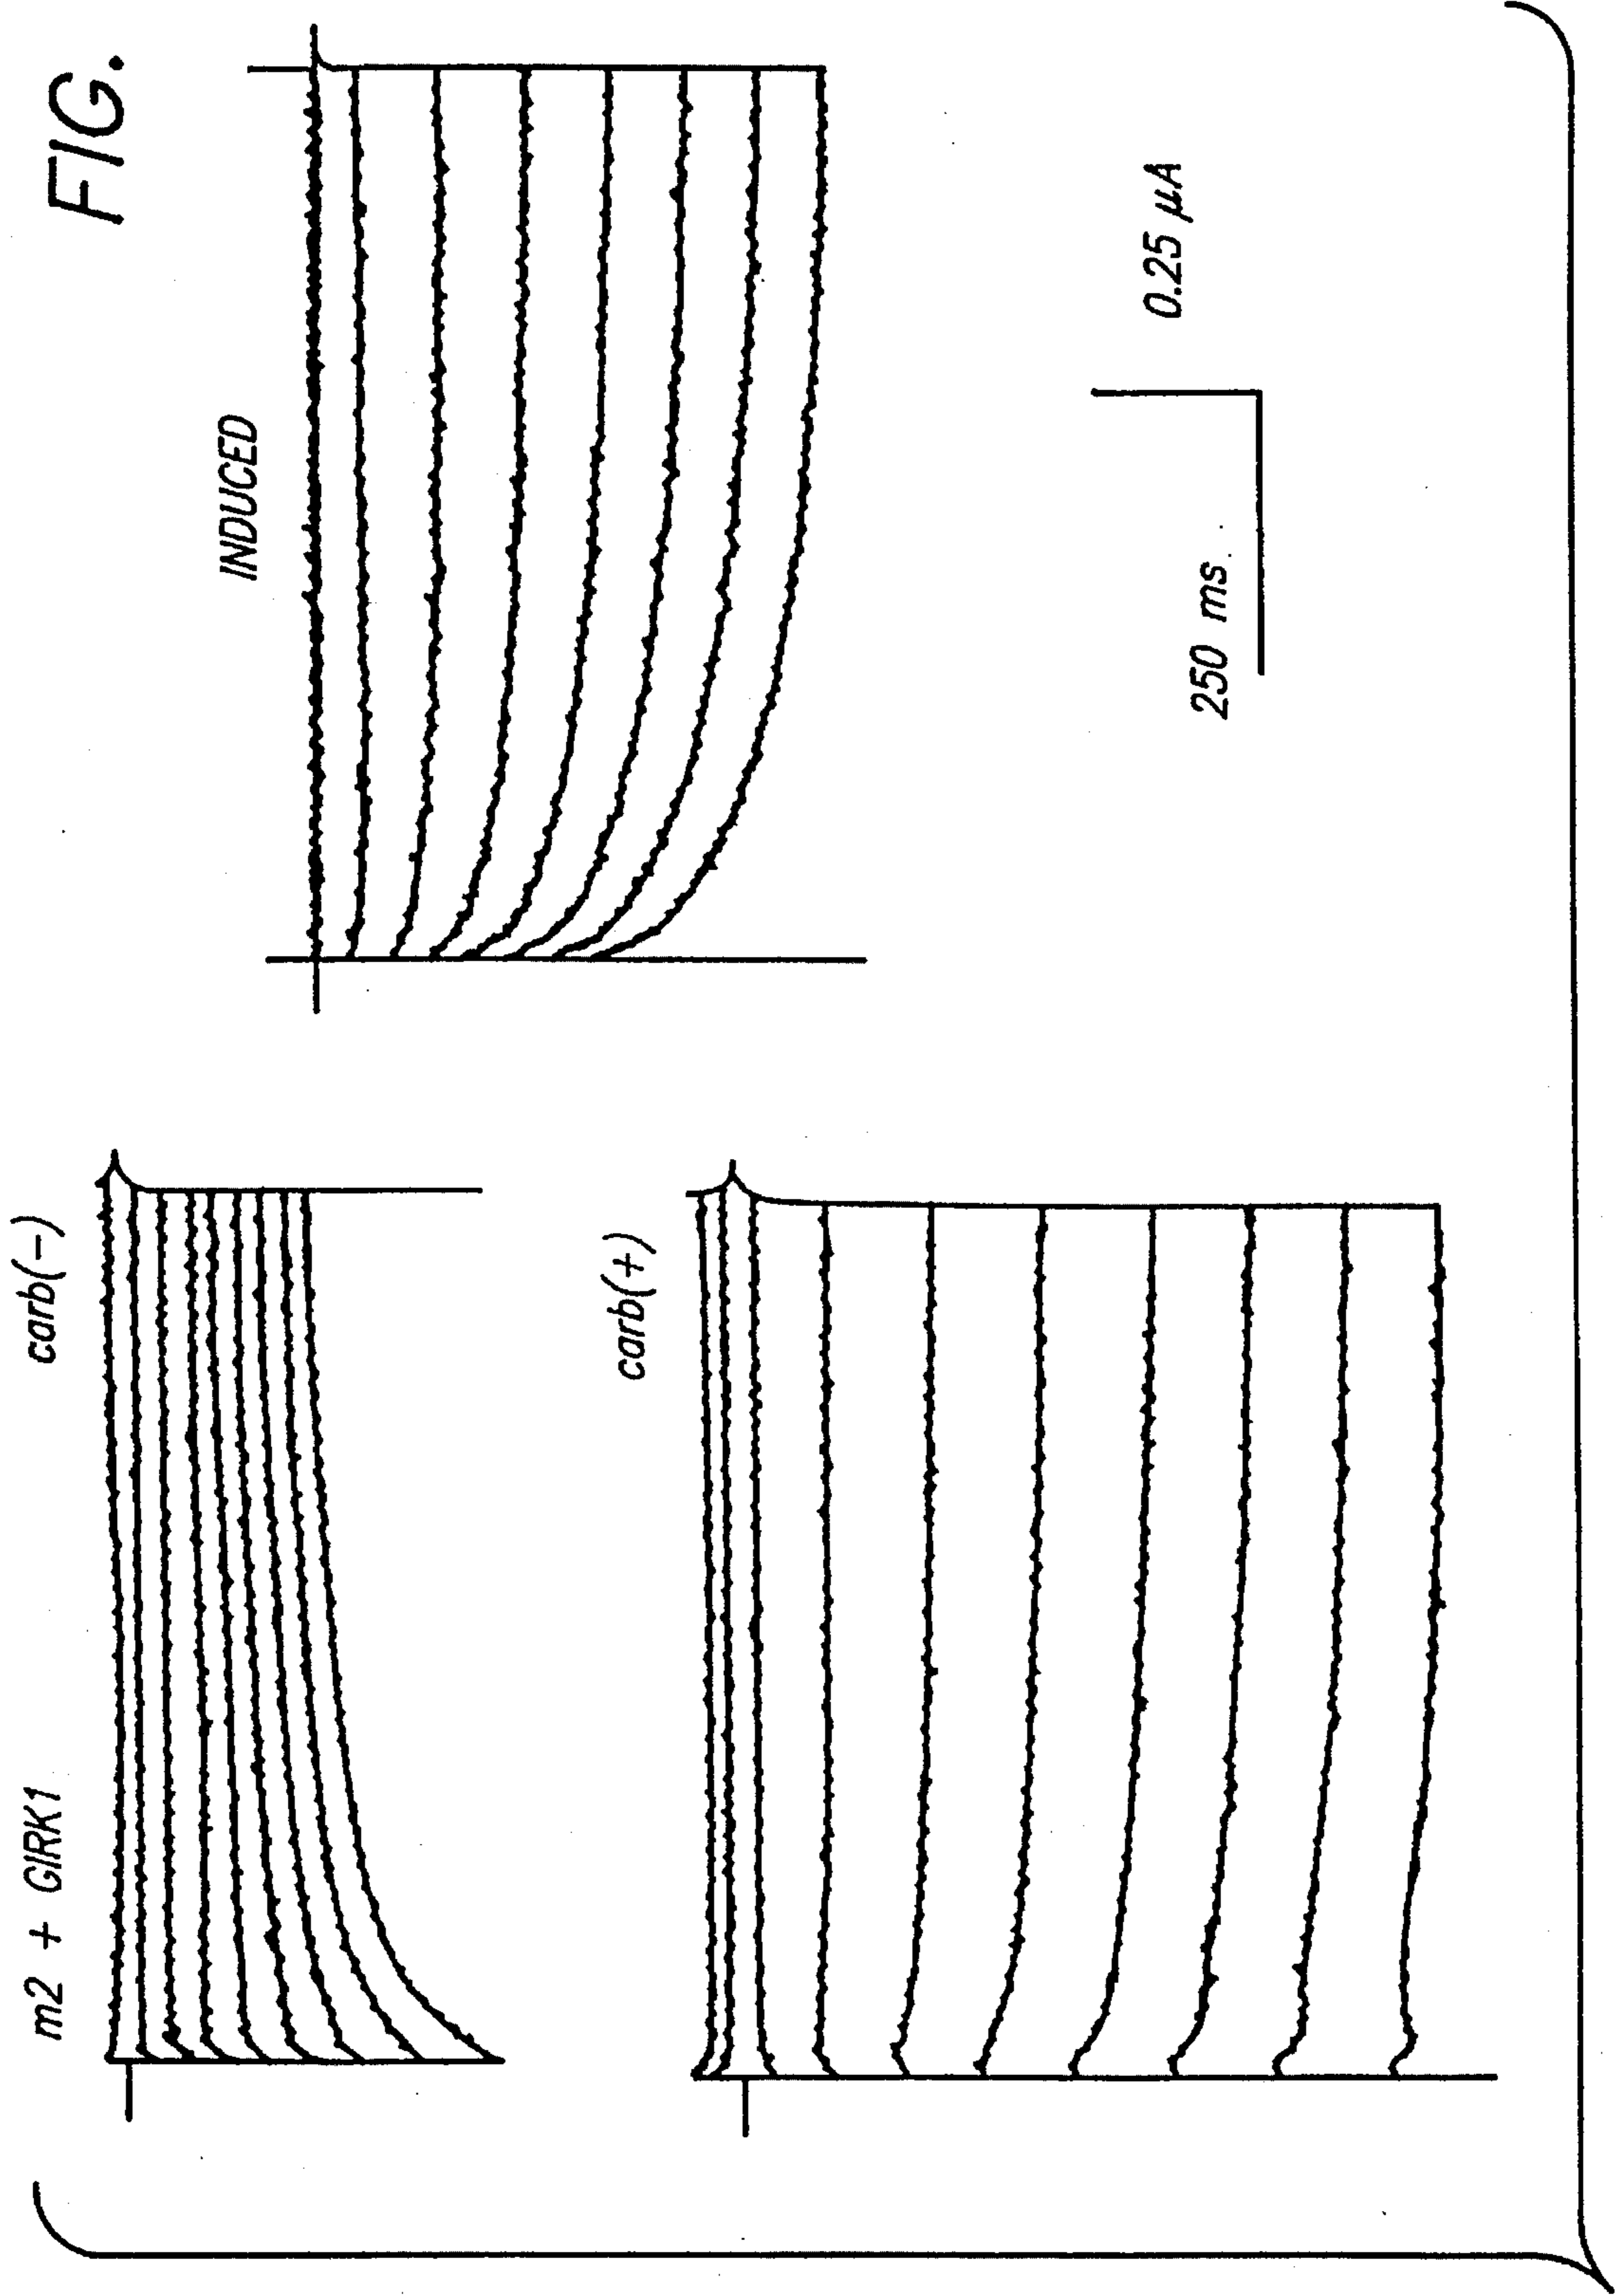 FIG.
m2 + GIRK1
carb(-)
INDUCED
carb(+)
250 ms
0.25 μA